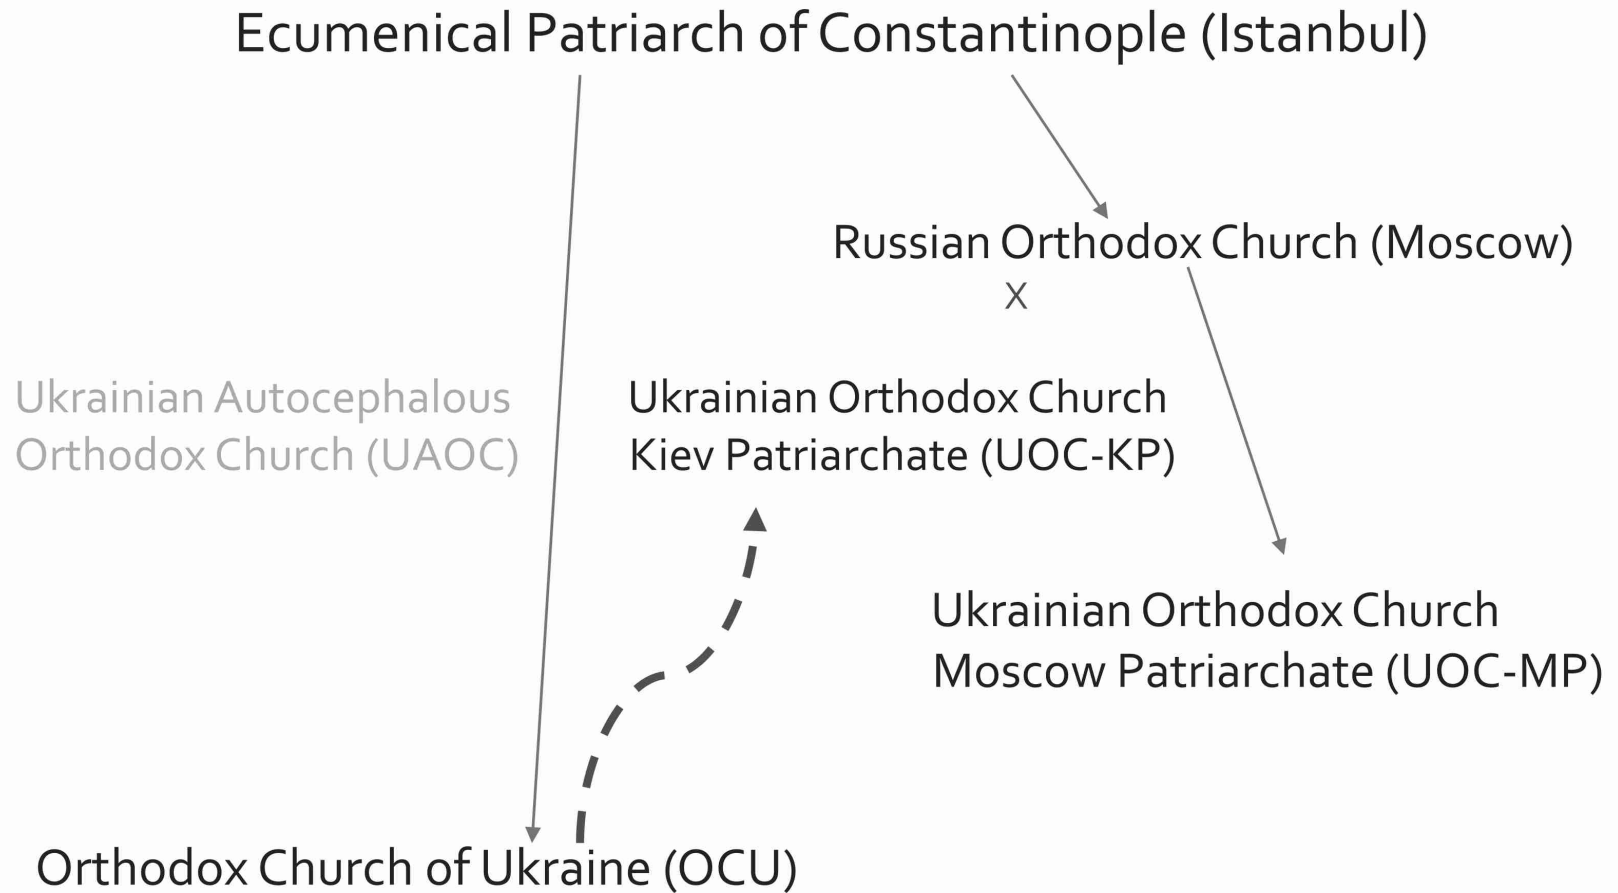 Ecumenical Patriarch of Constantinople (Istanbul)
Russian Orthodox Church (Moscow)
X
Ukrainian Autocephalous
Orthodox Church (UAOC)
Ukrainian Orthodox Church
Kiev Patriarchate (UOC-KP)
Ukrainian Orthodox Church
Moscow Patriarchate (UOC-MP)
Orthodox Church of Ukraine (OCU)